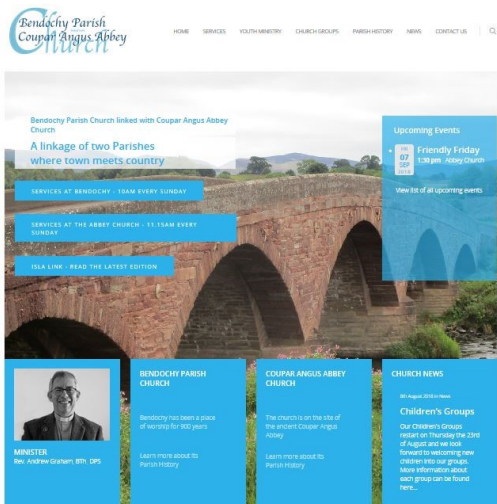 Bendochy Parish
Coupar Angus Abbey
Church
HOME
SERVICES
YOUTH MINISTRY
CHURCH GROUPS
PARISH HISTORY
NEWS
CONTACT US
Bendochy Parish Church linked with Coupar Angus Abbey
Church
A linkage of two Parishes
where town meets country
SERVICES AT BENDOCHY - 10AM EVERY SUNDAY
SERVICES AT THE ABBEY CHURCH - 11.15AM EVERY
SUNDAY
ISLA LINK - READ THE LATEST EDITION
Upcoming Events
07
SEP
2018
Friendly Friday
1:30 pm Abbey Church
View list of all upcoming events
MINISTER
Rev. Andrew Graham, BTh. DPS
BENDOCHY PARISH
CHURCH
Bendochy has been a place
of worship for 900 years
Learn more about its
Parish History
COUPAR ANGUS ABBEY
CHURCH
The church is on the site of
the ancient Coupar Angus
Abbey
Learn more about its
Parish History
CHURCH NEWS
9th August 2018 in News
Children's Groups
Our Children's Groups
restart on Thursday the 23rd
of August and we look
forward to welcoming new
children into our groups.
More information about
each group can be found
here...